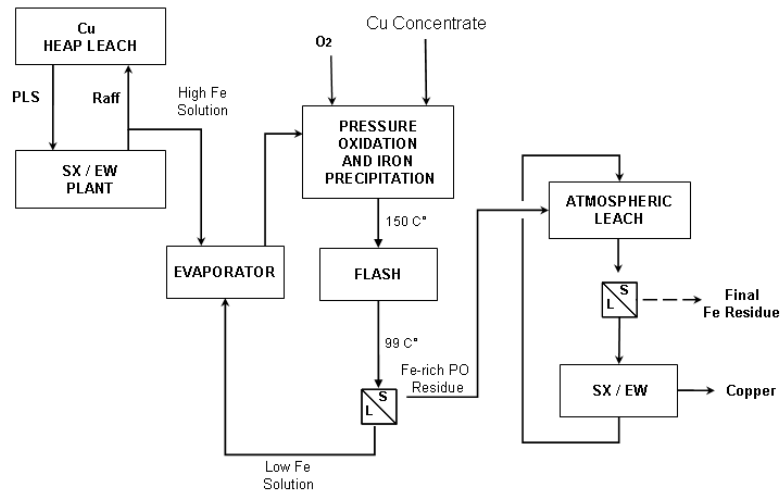 Cu
HEAP LEACH
PLS
Raff
High Fe
Solution
SX / EW
PLANT
O2
Cu Concentrate
PRESSURE
OXIDATION
AND IRON
PRECIPITATION
150 C°
EVAPORATOR
FLASH
99 C°
Fe-rich PO
Residue
S
L
Low Fe
Solution
ATMOSPHERIC
LEACH
S
L
Final
Fe Residue
SX / EW
Copper